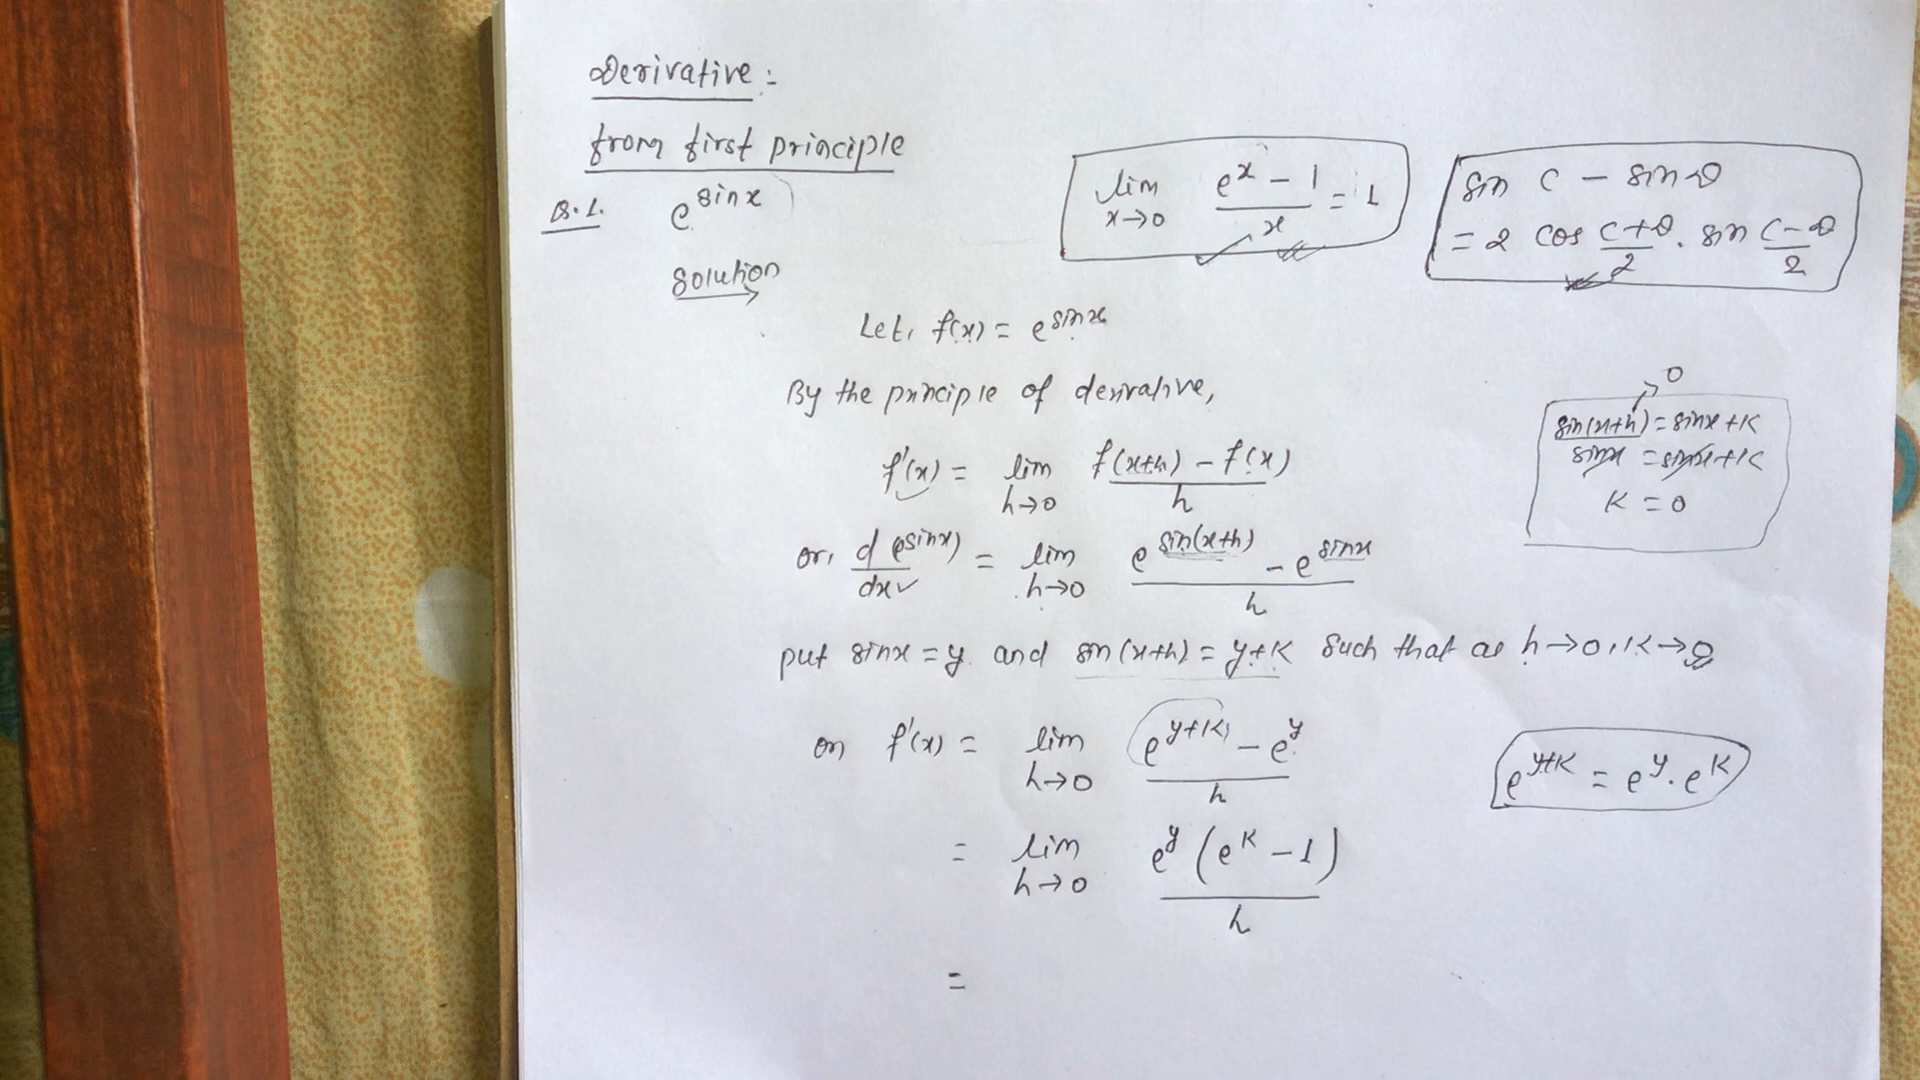 Derivative :-
from first principle
Q.1. e^sinx
lim x→0 (e^x − 1)/x = 1
sin C − sin D
= 2 cos (C+D)/2 . sin (C−D)/2
Solution
Let, f(x) = e^sinx
By the principle of derivative,
0
sin(x+h) = sinx+K
sinx = sinx+K
K = 0
f'(x) = lim h→0 (f(x+h) − f(x))/h
or, d(e^sinx)/dx = lim h→0 (e^sin(x+h) − e^sinx)/h
put sinx = y and sin(x+h) = y+K such that as h→0, K→0
or f'(x) = lim h→0 (e^(y+K) − e^y)/h
e^(y+K) = e^y . e^K
= lim h→0 e^y (e^K − 1)/h
=